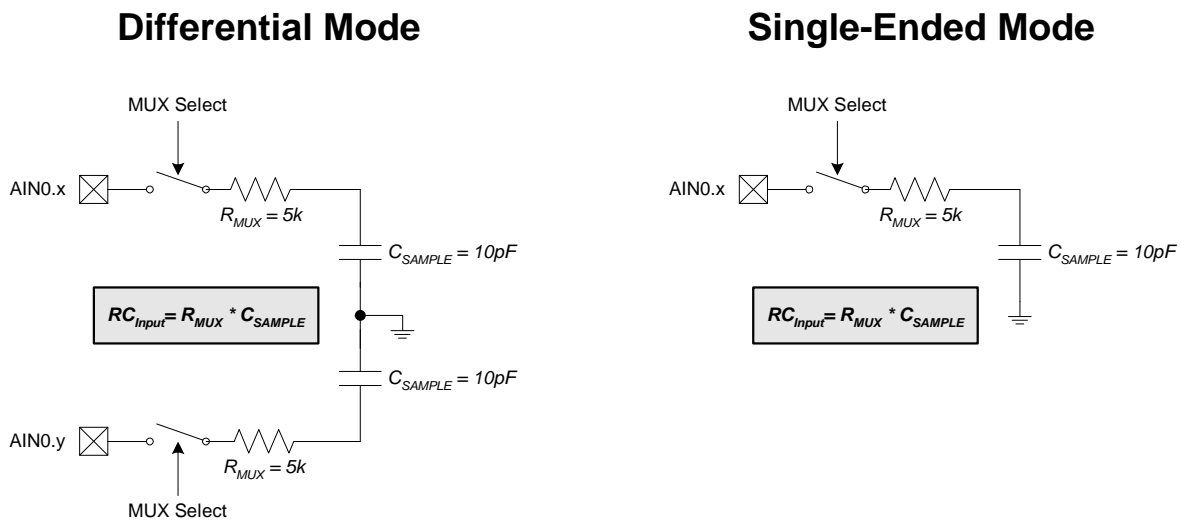 Differential Mode
MUX Select
AIN0.x
R_MUX = 5k
C_SAMPLE = 10pF
RC_Input= R_MUX * C_SAMPLE
C_SAMPLE = 10pF
AIN0.y
R_MUX = 5k
MUX Select
Single-Ended Mode
MUX Select
AIN0.x
R_MUX = 5k
C_SAMPLE = 10pF
RC_Input= R_MUX * C_SAMPLE